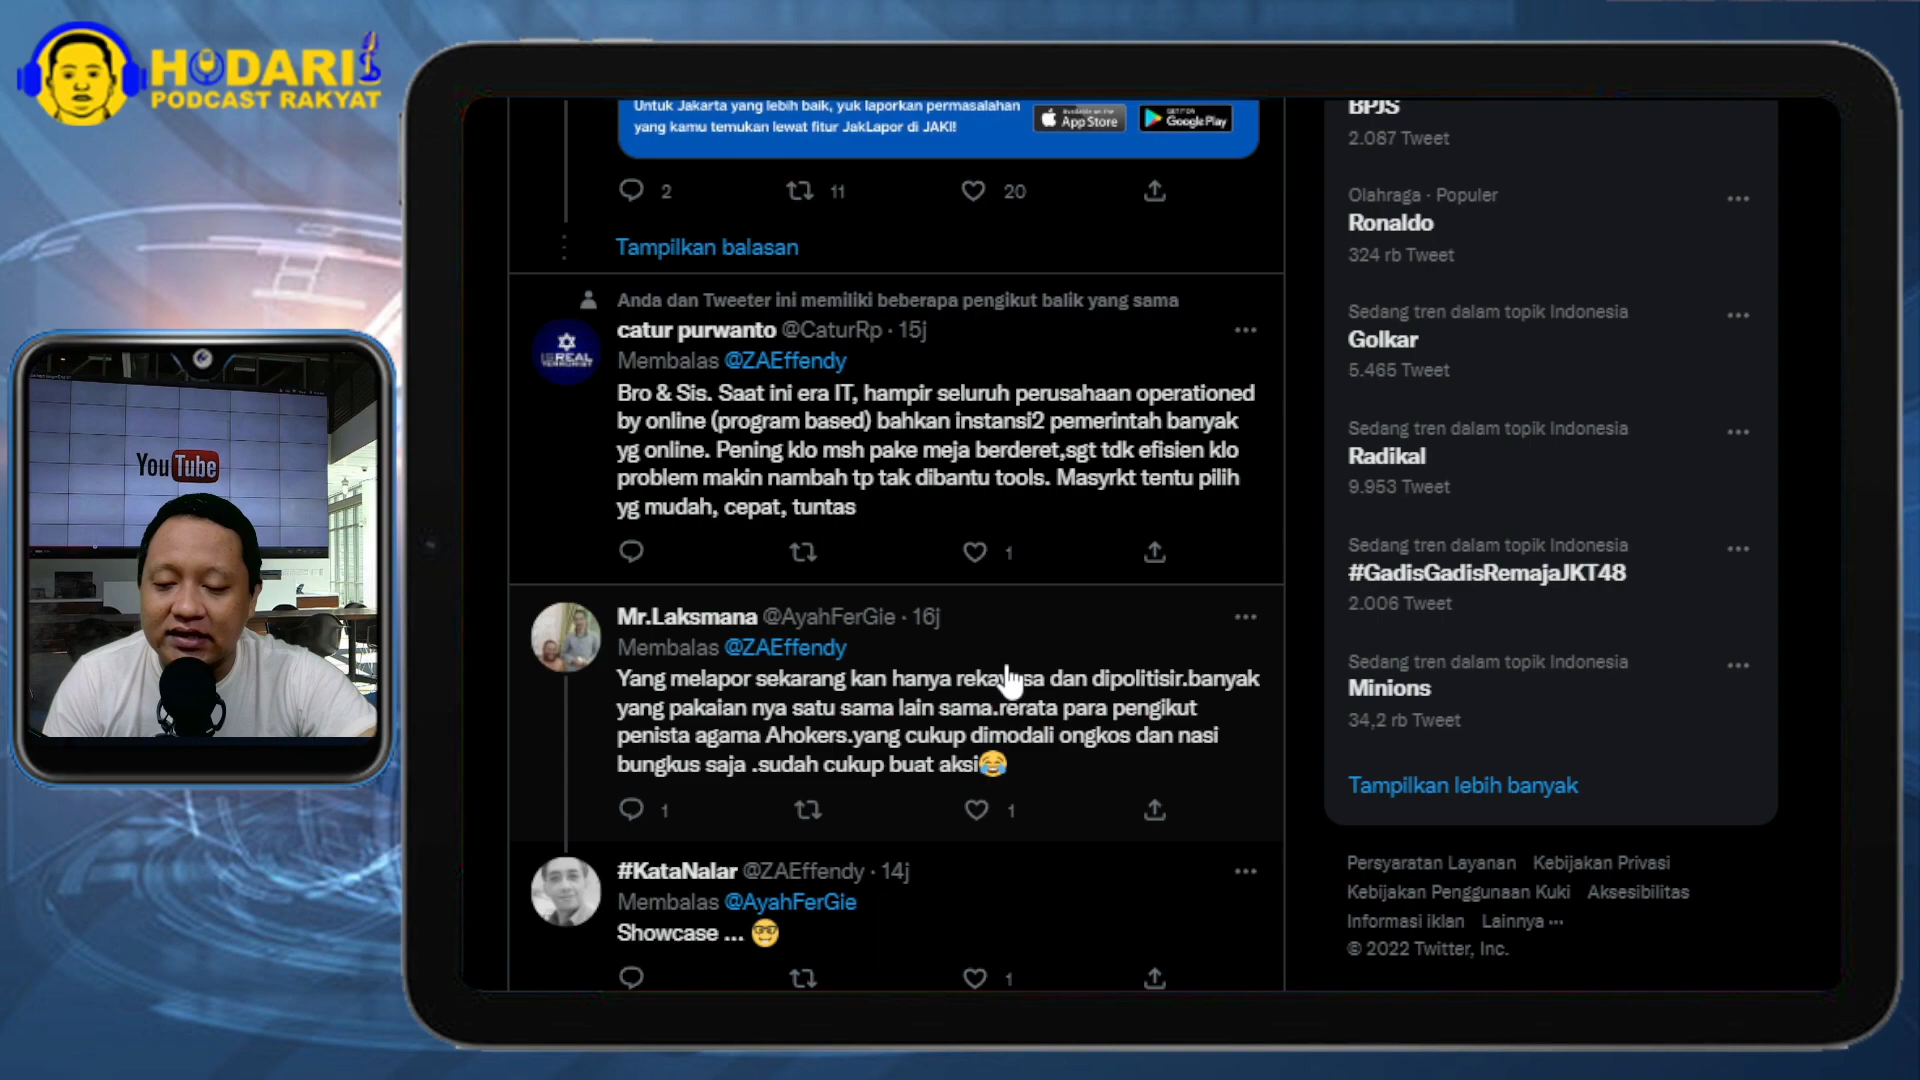 HODARI
PODCAST RAKYAT
YouTube
Untuk Jakarta yang lebih baik, yuk laporkan permasalahan
yang kamu temukan lewat fitur JakLapor di JAKI!
App Store
GET IT ON
Google Play
2
11
20
Tampilkan balasan
Anda dan Tweeter ini memiliki beberapa pengikut balik yang sama
catur purwanto @CaturRp · 15j
Membalas @ZAEffendy
Bro & Sis. Saat ini era IT, hampir seluruh perusahaan operationed
by online (program based) bahkan instansi2 pemerintah banyak
yg online. Pening klo msh pake meja berderet,sgt tdk efisien klo
problem makin nambah tp tak dibantu tools. Masyrkt tentu pilih
yg mudah, cepat, tuntas
1
Mr.Laksmana @AyahFerGie · 16j
Membalas @ZAEffendy
Yang melapor sekarang kan hanya dan dipolitisir.banyak
yang pakaian nya satu sama lain sama.rerata para pengikut
penista agama Ahokers.yang cukup dimodali ongkos dan nasi
bungkus saja .sudah cukup buat aksi😂
1
1
#KataNalar @ZAEffendy · 14j
Membalas @AyahFerGie
Showcase ... 🤓
1
BPJS
2.087 Tweet
Olahraga · Populer
Ronaldo
324 rb Tweet
Sedang tren dalam topik Indonesia
Golkar
5.465 Tweet
Sedang tren dalam topik Indonesia
Radikal
9.953 Tweet
Sedang tren dalam topik Indonesia
#GadisGadisRemajaJKT48
2.006 Tweet
Sedang tren dalam topik Indonesia
Minions
34,2 rb Tweet
Tampilkan lebih banyak
Persyaratan Layanan Kebijakan Privasi
Kebijakan Penggunaan Kuki Aksesibilitas
Informasi iklan Lainnya ···
© 2022 Twitter, Inc.